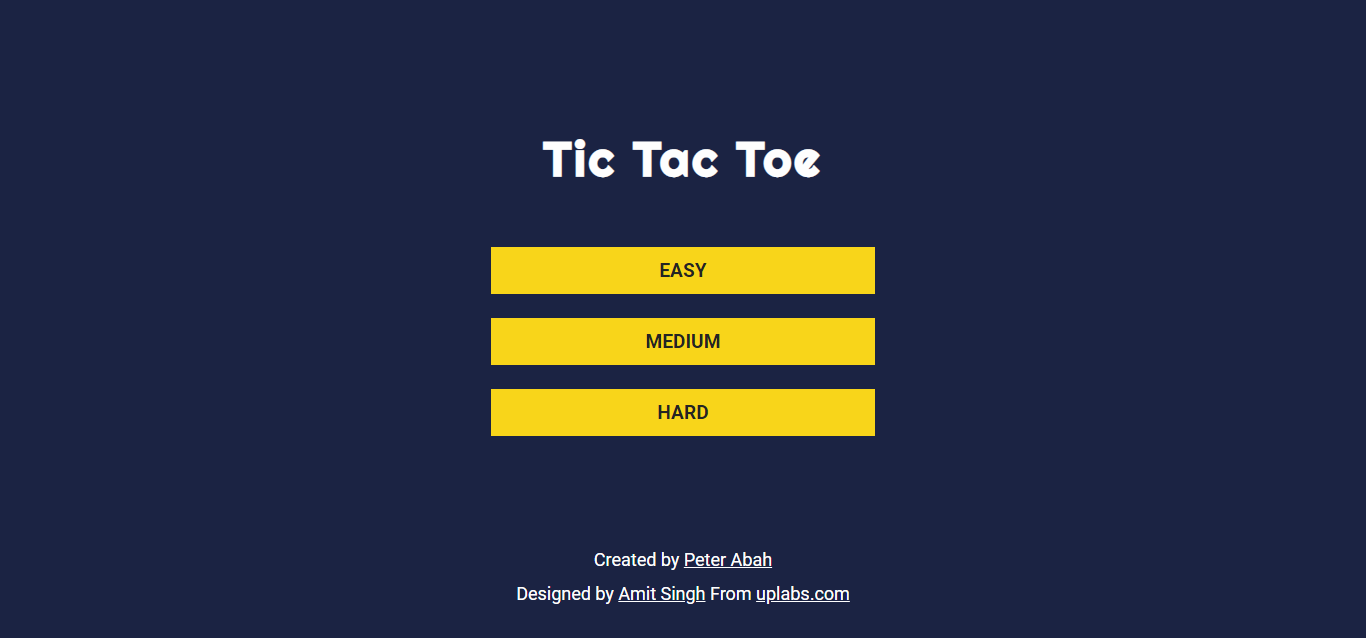 Tic Tac Toe
EASY
MEDIUM
HARD
Created by Peter Abah
Designed by Amit Singh From uplabs.com